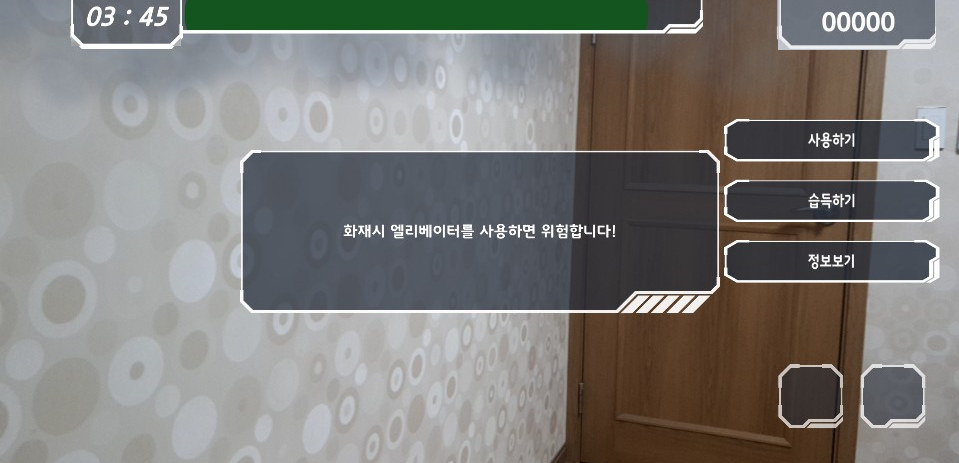 03 : 45
00000
사용하기
화재시 엘리베이터를 사용하면 위험합니다!
습득하기
정보보기